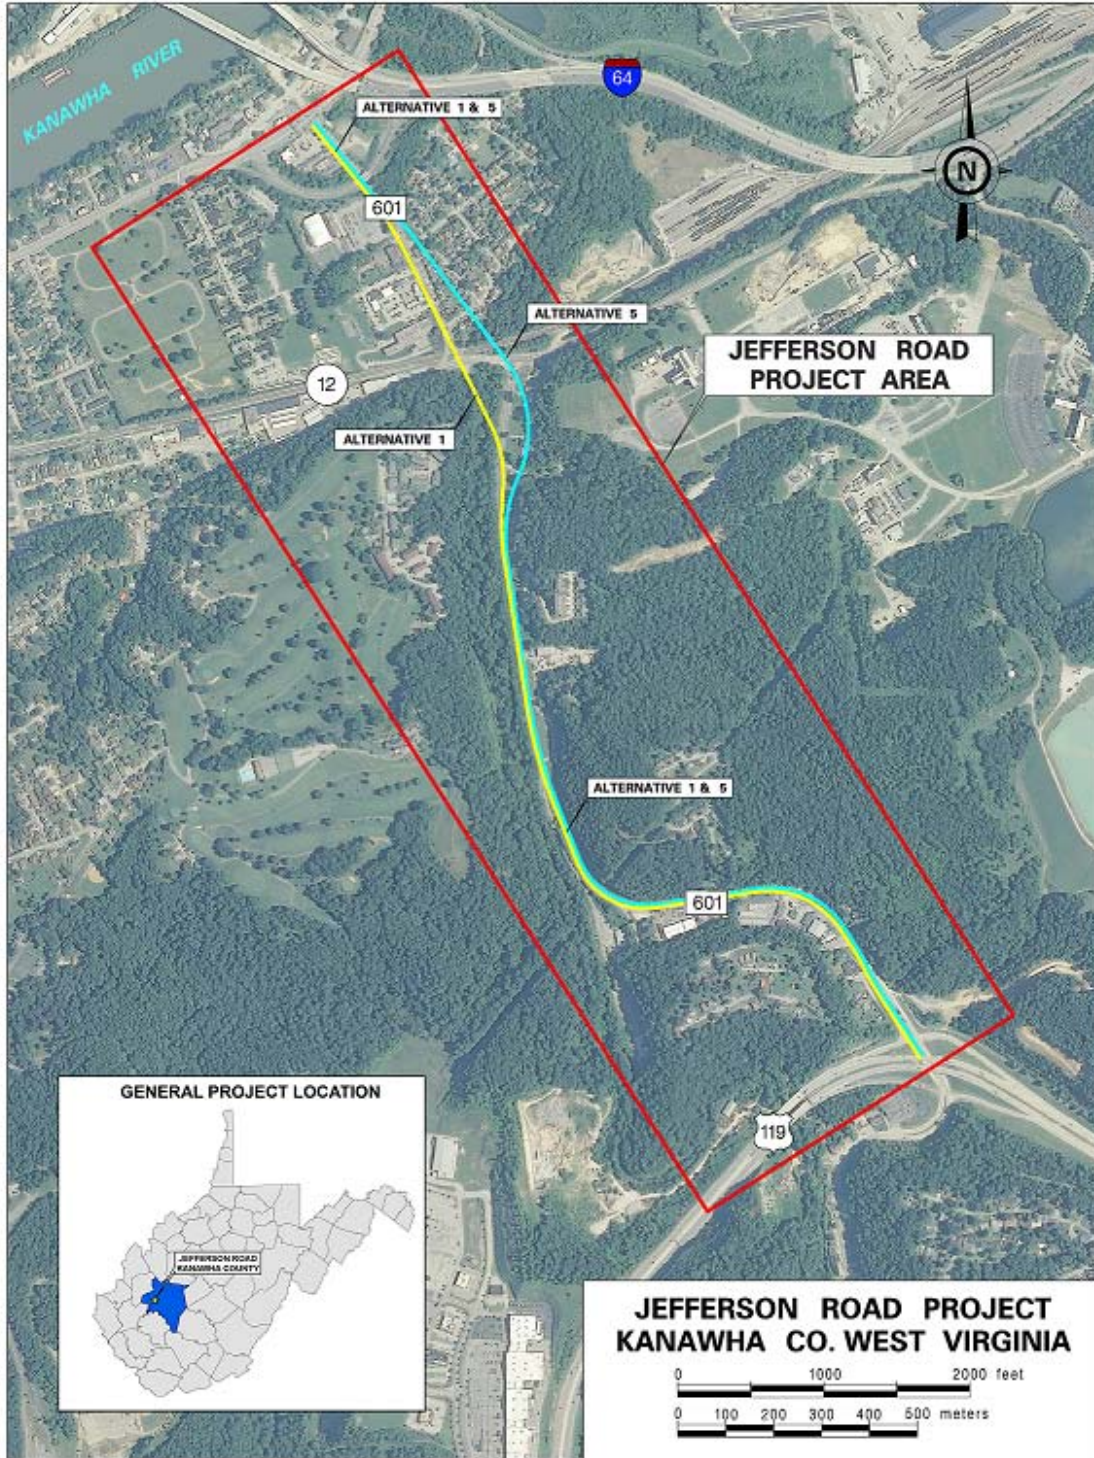 KANAWHA RIVER
64
ALTERNATIVE 1 & 5
N
601
ALTERNATIVE 5
JEFFERSON ROAD
PROJECT AREA
12
ALTERNATIVE 1
ALTERNATIVE 1 & 5
601
119
GENERAL PROJECT LOCATION
JEFFERSON ROAD
KANAWHA COUNTY
JEFFERSON ROAD PROJECT
KANAWHA CO. WEST VIRGINIA
0 1000 2000 feet
0 100 200 300 400 500 meters